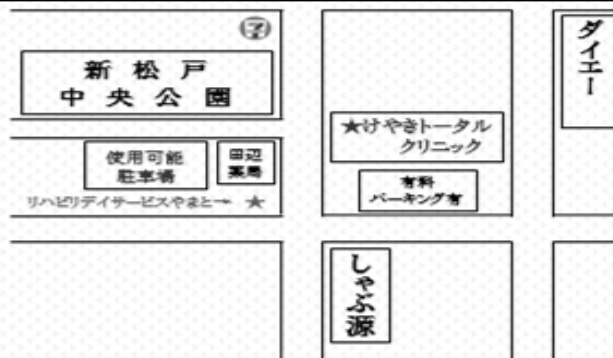 新松戸
中央公園
ダイエー
★けやきトータル
クリニック
使用可能
駐車場
田辺
薬局
有料
パーキング有
リハビリデイサービスやまと→ ★
しゃぶ源